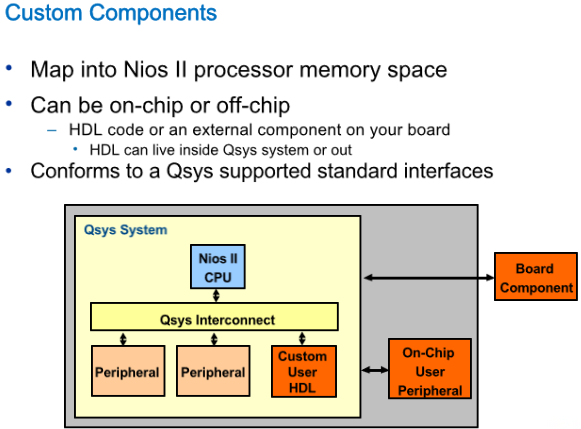 Custom Components
• Map into Nios II processor memory space
• Can be on-chip or off-chip
– HDL code or an external component on your board
• HDL can live inside Qsys system or out
• Conforms to a Qsys supported standard interfaces
Qsys System
Nios II
CPU
Board
Component
Qsys Interconnect
Peripheral
Peripheral
Custom
User
HDL
On-Chip
User
Peripheral